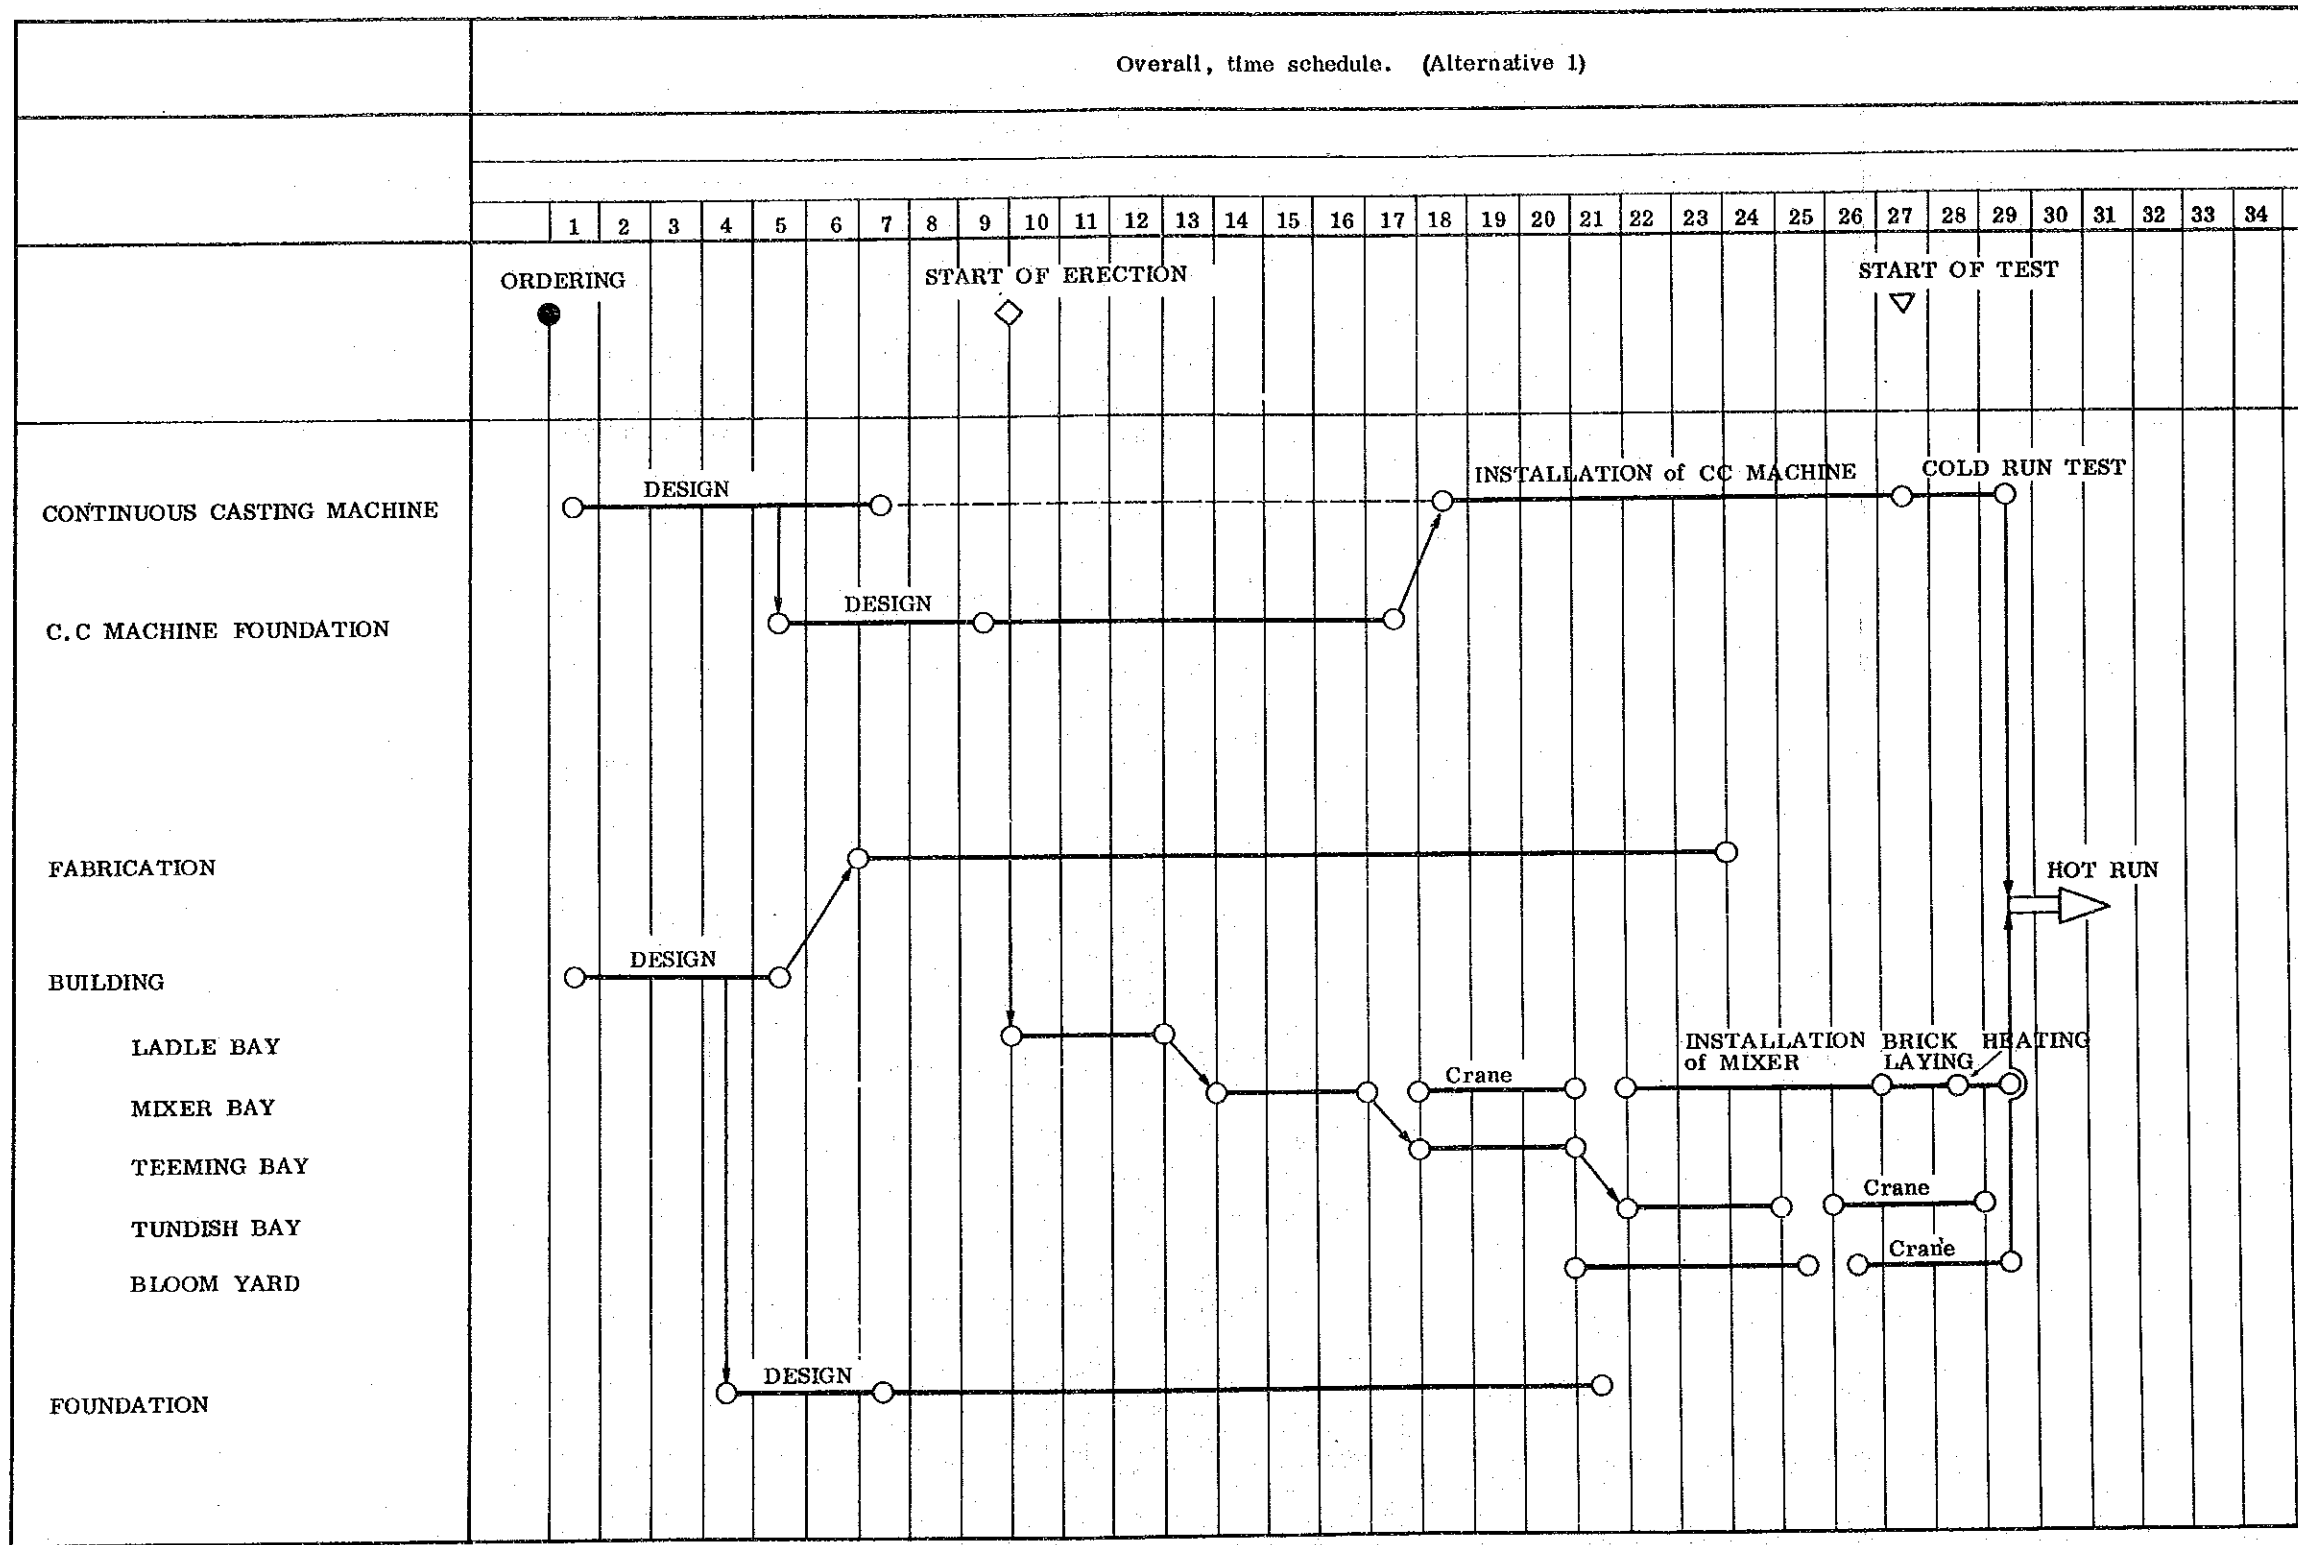 Overall, time schedule. (Alternative 1)
1 2 3 4 5 6 7 8 9 10 11 12 13 14 15 16 17 18 19 20 21 22 23 24 25 26 27 28 29 30 31 32 33 34
ORDERING START OF ERECTION START OF TEST
CONTINUOUS CASTING MACHINE DESIGN INSTALLATION of CC MACHINE COLD RUN TEST
C.C MACHINE FOUNDATION DESIGN
FABRICATION HOT RUN
BUILDING DESIGN
LADLE BAY
INSTALLATION of MIXER
BRICK LAYING
HEATING
MIXER BAY Crane
TEEMING BAY
TUNDISH BAY Crane
BLOOM YARD Crane
FOUNDATION DESIGN